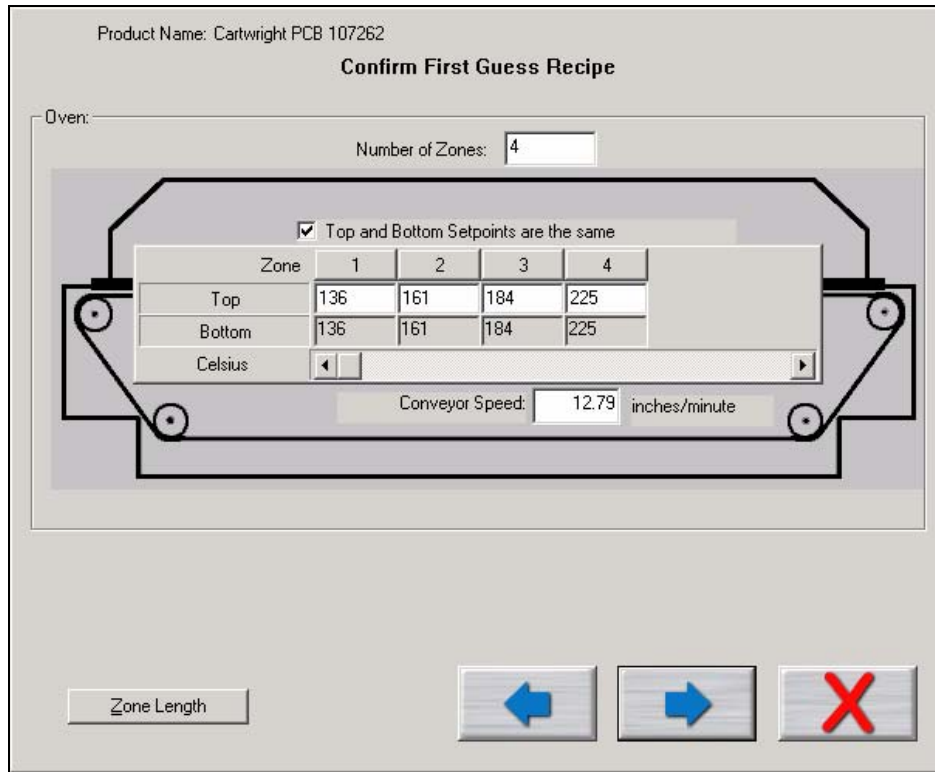 Product Name: Cartwright PCB 107262
Confirm First Guess Recipe
Oven:
Number of Zones: 4
Top and Bottom Setpoints are the same
Zone 1 2 3 4
Top 136 161 184 225
Bottom 136 161 184 225
Celsius
Conveyor Speed: 12.79 inches/minute
Zone Length